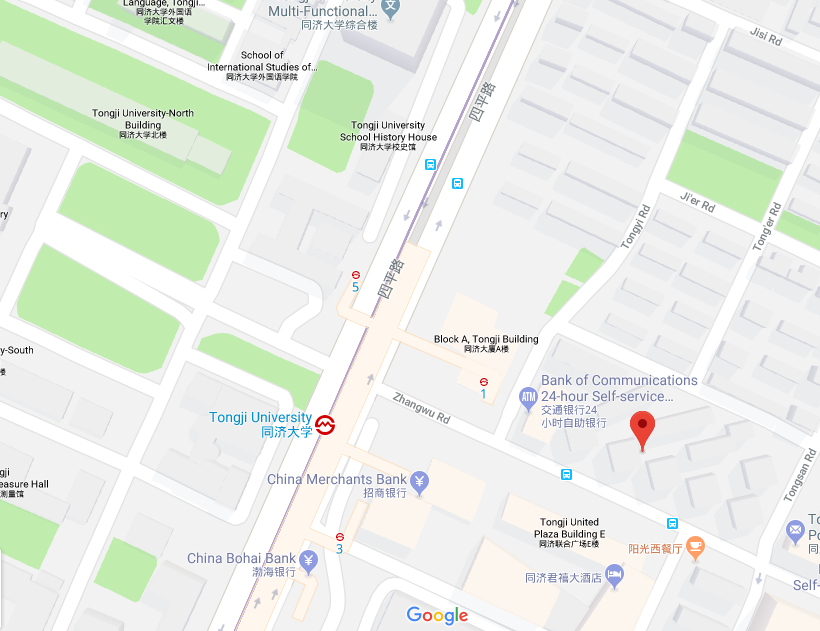 Language, Tongji...
同济大学外国语
学院汇文楼
Multi-Functional...
同济大学综合楼
文
Jisi Rd
School of
International Studies of...
同济大学外国语学院
四平路
Tongji University-North
Building
同济大学北楼
Tongji University
School History House
同济大学校史馆
Ji'er Rd
Tongyi Rd
Tong'er Rd
ry
四平路
5
y-South
楼
Block A, Tongji Building
同济大厦A楼
1
Bank of Communications
24-hour Self-service...
交通银行24
小时自助银行
ATM
Zhangwu Rd
Tongji University
同济大学
gji
easure Hall
测量馆
China Merchants Bank
招商银行
¥
Tongsan Rd
Tongji United
Plaza Building E
同济联合广场E楼
3
阳光西餐厅
To
Po
同
China Bohai Bank
渤海银行
¥
同济君禧大酒店
Self-
Google